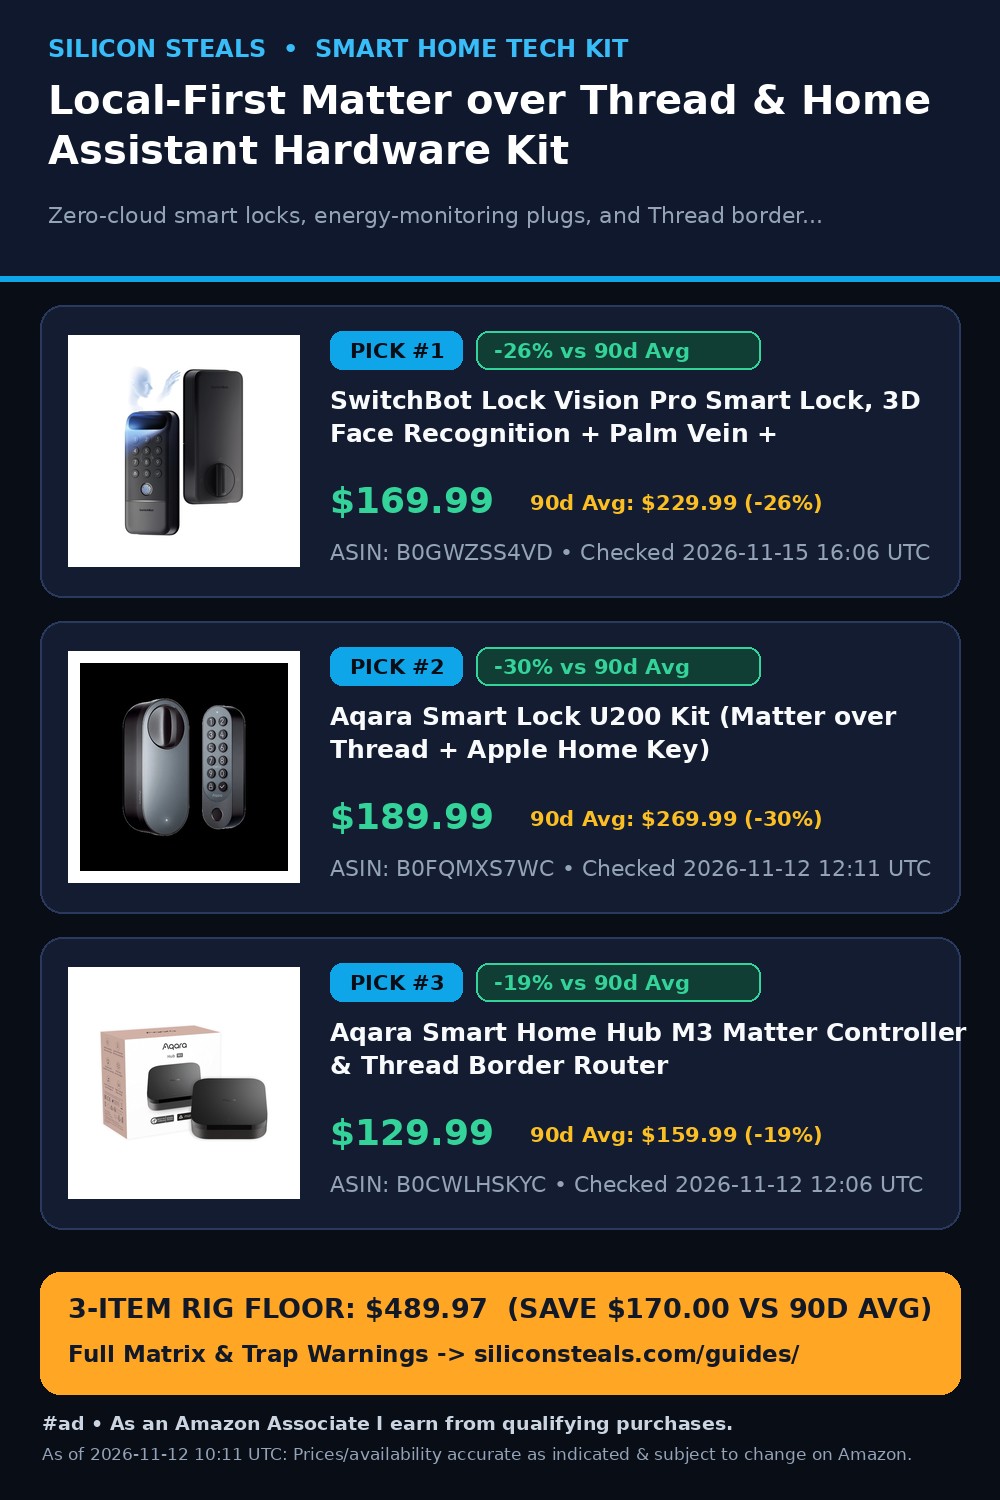 SILICON STEALS • SMART HOME TECH KIT
Local-First Matter over Thread & Home
Assistant Hardware Kit
Zero-cloud smart locks, energy-monitoring plugs, and Thread border...
PICK #1
-26% vs 90d Avg
SwitchBot Lock Vision Pro Smart Lock, 3D
Face Recognition + Palm Vein +
$169.99
90d Avg: $229.99 (-26%)
ASIN: B0GWZSS4VD • Checked 2026-11-15 16:06 UTC
PICK #2
-30% vs 90d Avg
Aqara Smart Lock U200 Kit (Matter over
Thread + Apple Home Key)
$189.99
90d Avg: $269.99 (-30%)
ASIN: B0FQMXS7WC • Checked 2026-11-12 12:11 UTC
Aqara
PICK #3
-19% vs 90d Avg
Aqara Smart Home Hub M3 Matter Controller
& Thread Border Router
$129.99
90d Avg: $159.99 (-19%)
ASIN: B0CWLHSKYC • Checked 2026-11-12 12:06 UTC
3-ITEM RIG FLOOR: $489.97 (SAVE $170.00 VS 90D AVG)
Full Matrix & Trap Warnings -> siliconsteals.com/guides/
#ad • As an Amazon Associate I earn from qualifying purchases.
As of 2026-11-12 10:11 UTC: Prices/availability accurate as indicated & subject to change on Amazon.